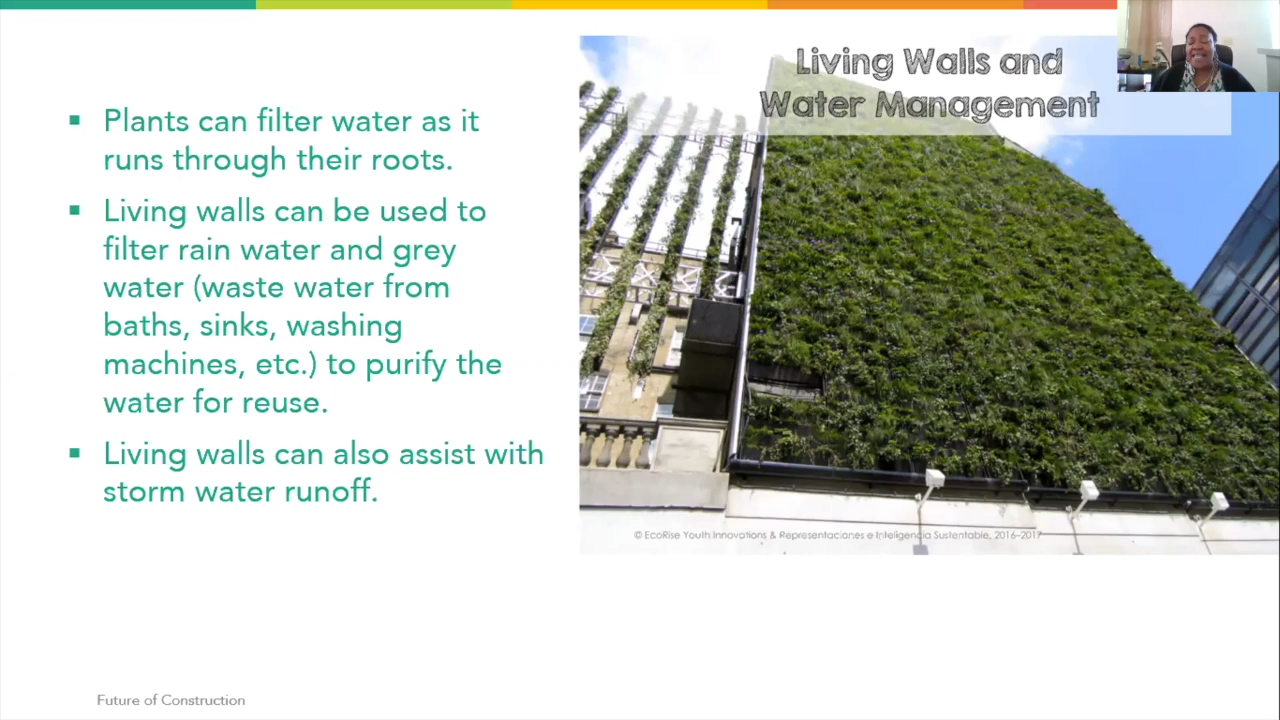 ▪ Plants can filter water as it
runs through their roots.
▪ Living walls can be used to
filter rain water and grey
water (waste water from
baths, sinks, washing
machines, etc.) to purify the
water for reuse.
▪ Living walls can also assist with
storm water runoff.
Living Walls and
Water Management
© EcoRise Youth Innovations & Representaciones e Inteligencia Sustentable, 2016–2017
Future of Construction